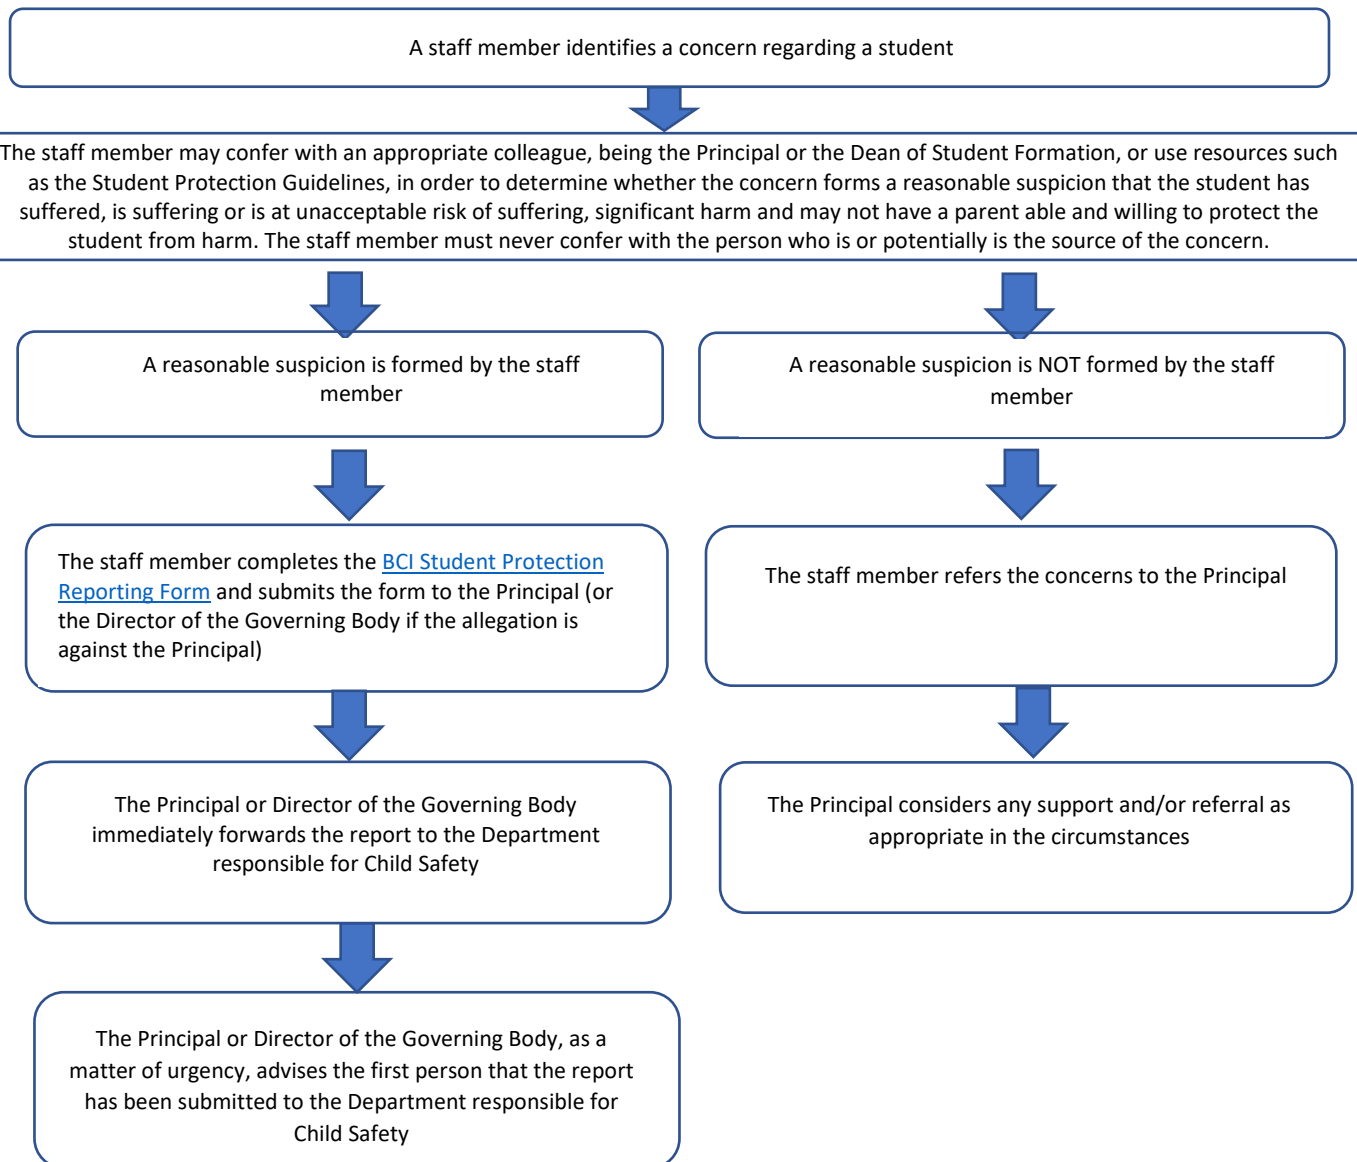 A staff member identifies a concern regarding a student
The staff member may confer with an appropriate colleague, being the Principal or the Dean of Student Formation, or use resources such
as the Student Protection Guidelines, in order to determine whether the concern forms a reasonable suspicion that the student has
suffered, is suffering or is at unacceptable risk of suffering, significant harm and may not have a parent able and willing to protect the
student from harm. The staff member must never confer with the person who is or potentially is the source of the concern.
A reasonable suspicion is formed by the staff
member
The staff member completes the BCI Student Protection
Reporting Form and submits the form to the Principal (or
the Director of the Governing Body if the allegation is
against the Principal)
The Principal or Director of the Governing Body
immediately forwards the report to the Department
responsible for Child Safety
The Principal or Director of the Governing Body, as a
matter of urgency, advises the first person that the report
has been submitted to the Department responsible for
Child Safety
A reasonable suspicion is NOT formed by the staff
member
The staff member refers the concerns to the Principal
The Principal considers any support and/or referral as
appropriate in the circumstances